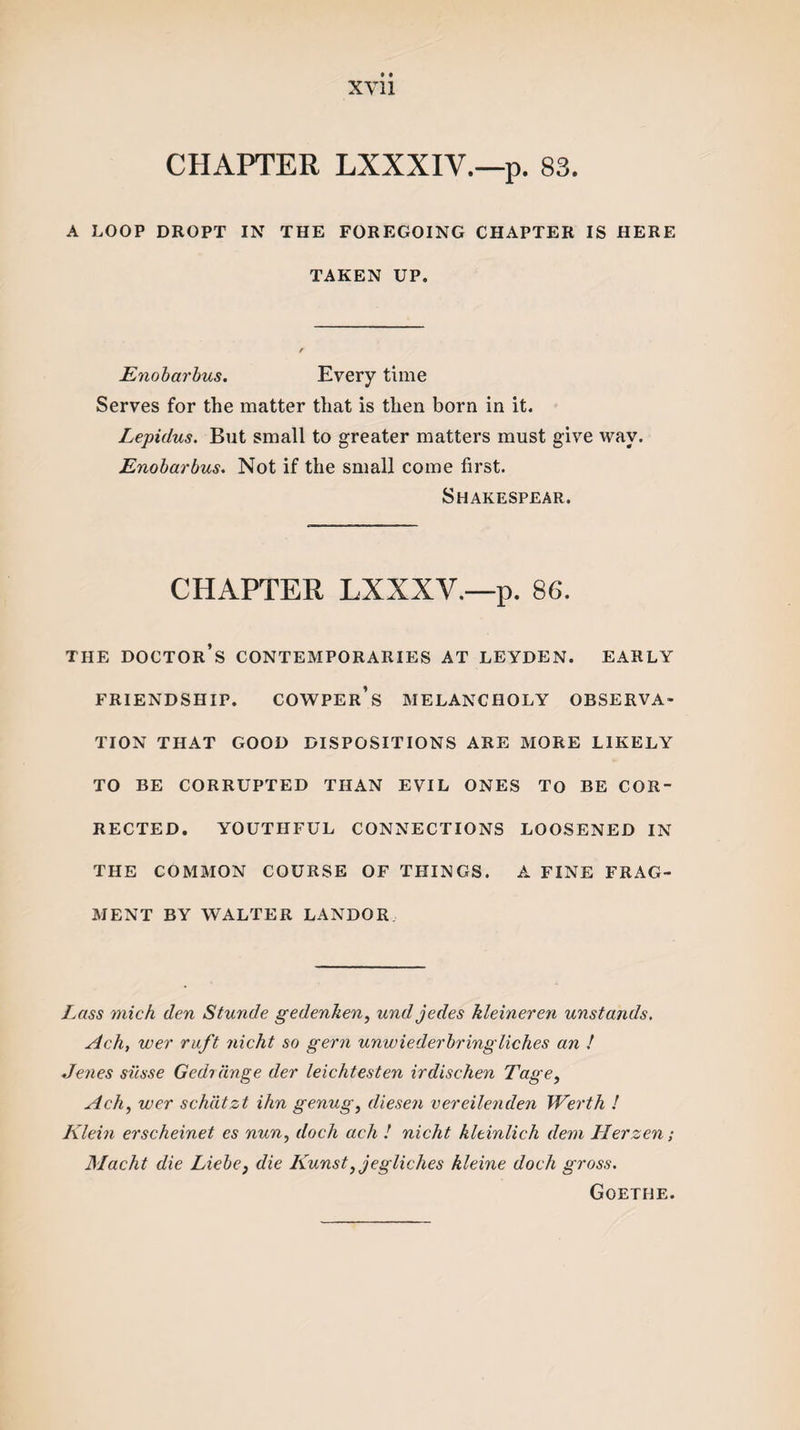 xvii
CHAPTER LXXXIV.—p. 83.
A LOOP DROPT IN THE FOREGOING CHAPTER IS HERE
TAKEN UP.
Enobarbus. Every time
Serves for the matter that is then born in it.
Lepidus. But small to greater matters must give way.
Enobarbus. Not if the small come first.
SHAKESPEAR.
CHAPTER LXXXV.—p. 86.
THE DOCTOR'S CONTEMPORARIES AT LEYDEN. EARLY
FRIENDSHIP. COWPER'S MELANCHOLY OBSERVA-
TION THAT GOOD DISPOSITIONS ARE MORE LIKELY
TO BE CORRUPTED THAN EVIL ONES TO BE COR-
RECTED. YOUTHFUL CONNECTIONS LOOSENED IN
THE COMMON COURSE OF THINGS. A FINE FRAG-
MENT BY WALTER LANDOR.
Lass mich den Stunde gedenken, und jedes kleineren unstands.
Ach, wer ruft nicht so gern unwiederbringliches an !
Jenes süsse Gedränge der leichtesten irdischen Tage,
Ach, wer schätzt ihn genug, diesen vereilenden Werth !
Klein erscheinet es nun, doch ach ! nicht kleinlich dem Herzen ;
Macht die Liebe, die Kunst, jegliches kleine doch gross.
GOETHE.